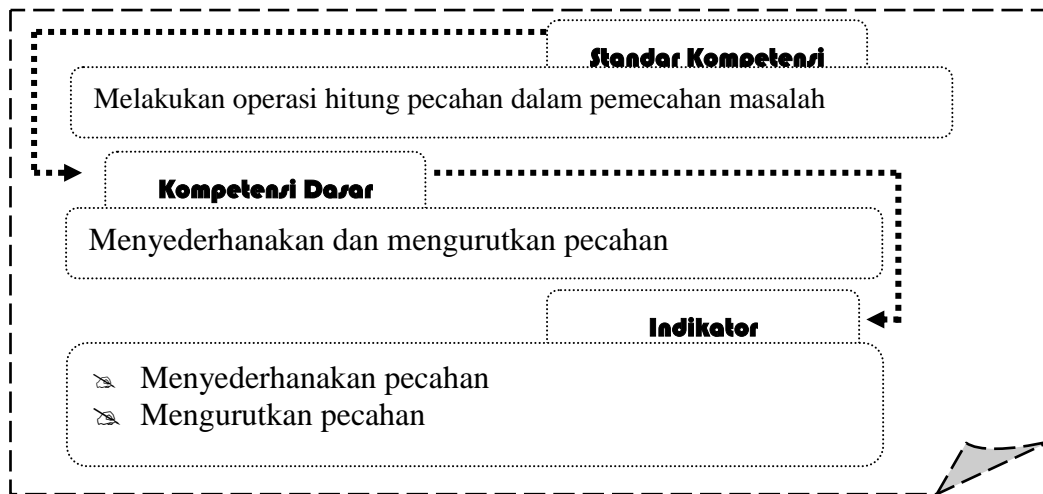 Standar Kompetensi
Melakukan operasi hitung pecahan dalam pemecahan masalah
Kompetensi Dasar
Menyederhanakan dan mengurutkan pecahan
Indikator
Menyederhanakan pecahan
Mengurutkan pecahan